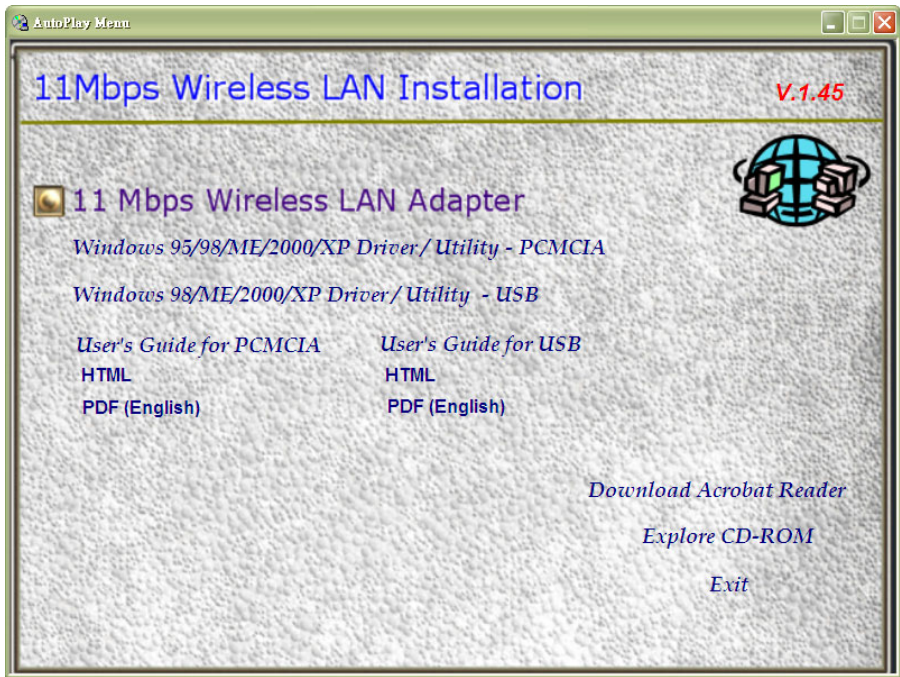 AutoPlay Menu
11Mbps Wireless LAN Installation
V.1.45
11 Mbps Wireless LAN Adapter
Windows 95/98/ME/2000/XP Driver / Utility - PCMCIA
Windows 98/ME/2000/XP Driver / Utility - USB
User's Guide for PCMCIA
HTML
PDF (English)
User's Guide for USB
HTML
PDF (English)
Download Acrobat Reader
Explore CD-ROM
Exit